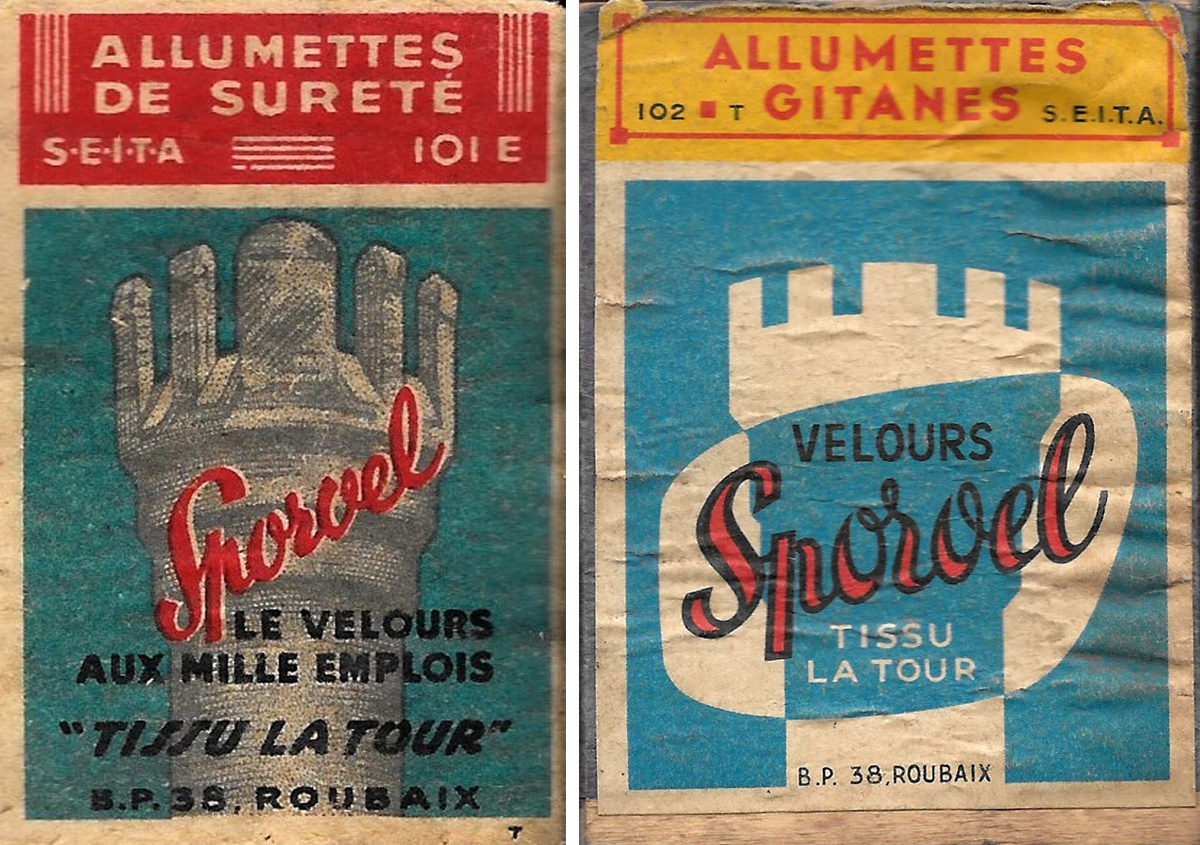 ALLUMETTES
DE SURETÉ
S·E·I·T·A 101 E
Sporvel
LE VELOURS
AUX MILLE EMPLOIS
"TISSU LA TOUR"
B.P. 38, ROUBAIX
T
ALLUMETTES
102 ▪ T GITANES S.E.I.T.A.
VELOURS
Sporvel
TISSU
LA TOUR
B.P. 38, ROUBAIX